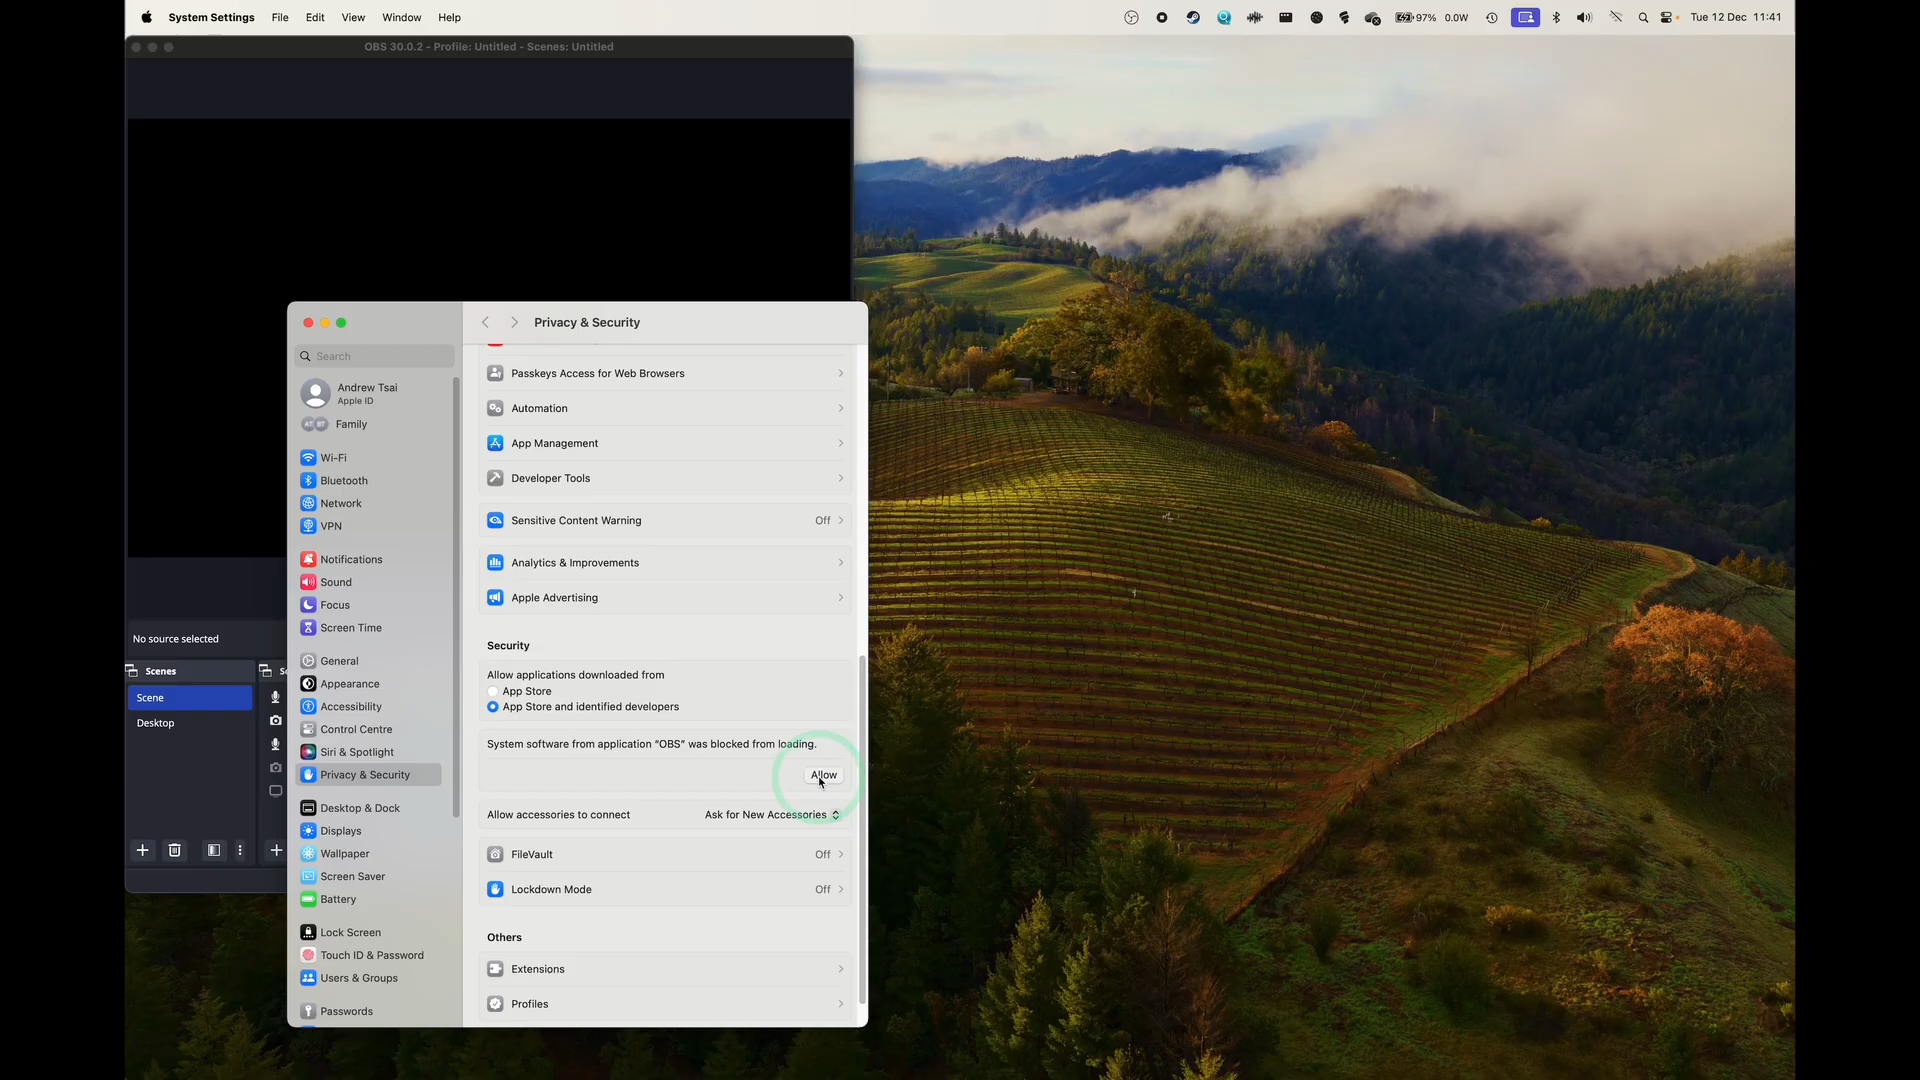 System Settings File Edit View Window Help
97% 0.0W Tue 12 Dec 11:41
OBS 30.0.2 - Profile: Untitled - Scenes: Untitled
No source selected
Scenes
Scene
Desktop
Search
Andrew Tsai
Apple ID
Family
Wi-Fi
Bluetooth
Network
VPN
Notifications
Sound
Focus
Screen Time
General
Appearance
Accessibility
Control Centre
Siri & Spotlight
Privacy & Security
Desktop & Dock
Displays
Wallpaper
Screen Saver
Battery
Lock Screen
Touch ID & Password
Users & Groups
Passwords
Privacy & Security
Passkeys Access for Web Browsers
Automation
App Management
Developer Tools
Sensitive Content Warning Off
Analytics & Improvements
Apple Advertising
Security
Allow applications downloaded from
App Store
App Store and identified developers
System software from application “OBS” was blocked from loading.
Allow
Allow accessories to connect Ask for New Accessories
FileVault Off
Lockdown Mode Off
Others
Extensions
Profiles